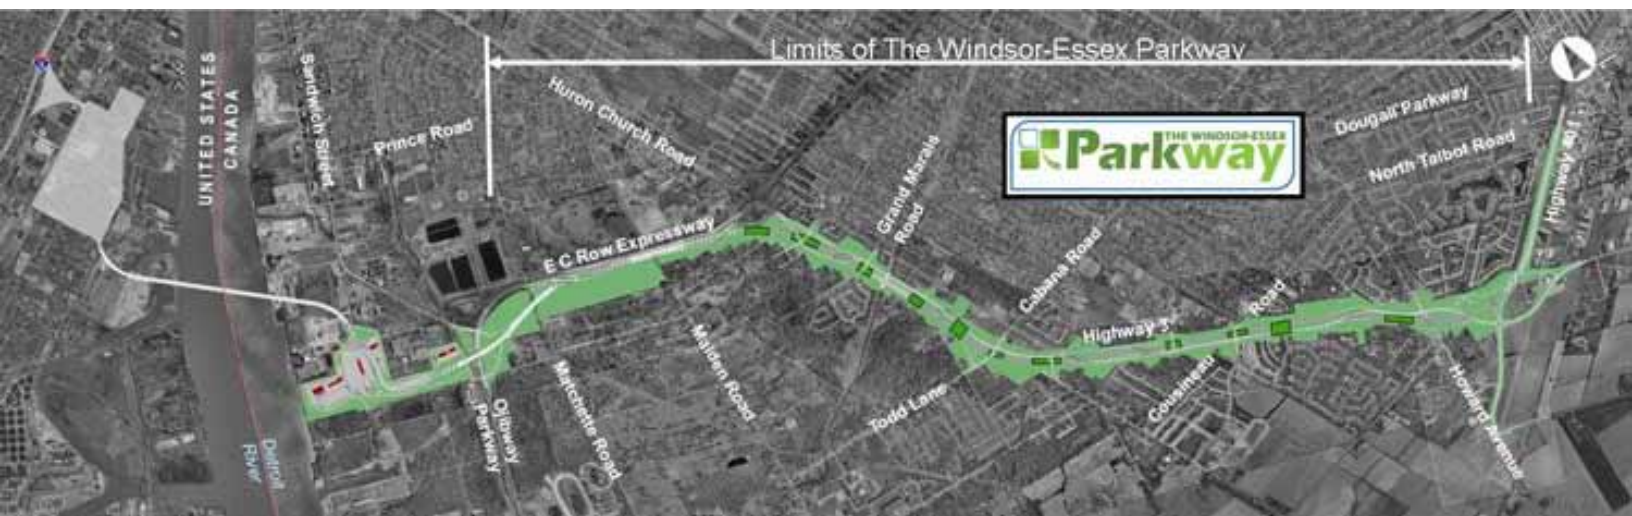 Limits of The Windsor-Essex Parkway
UNITED STATES
CANADA
Sandwich Street
Prince Road
Huron Church Road
THE WINDSOR-ESSEX
Parkway
Dougall Parkway
North Talbot Road
Highway 401
Grand Marais
Road
E C Row Expressway
Cabana Road
Highway 3
Cousineau Road
Malden Road
Matchette Road
Todd Lane
Howard Avenue
Ojibway
Parkway
Detroit
River